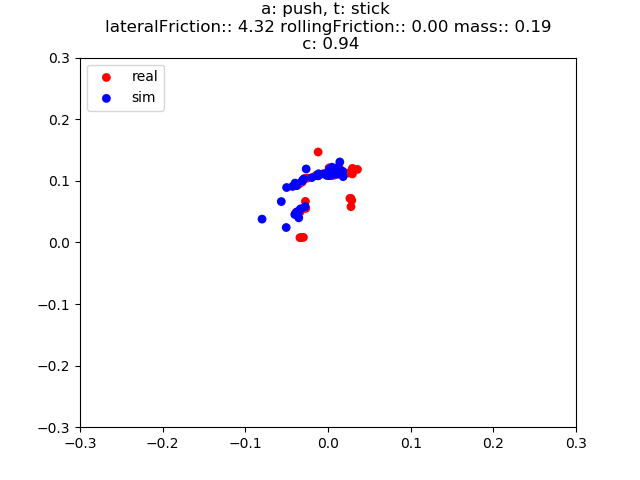 a: push, t: stick
lateralFriction:: 4.32 rollingFriction:: 0.00 mass:: 0.19
c: 0.94
real
sim
0.3
0.2
0.1
0.0
−0.1
−0.2
−0.3
−0.3 −0.2 −0.1 0.0 0.1 0.2 0.3